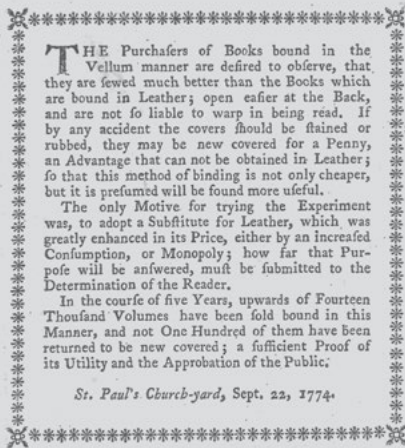 THE Purchaſers of Books bound in the
Vellum manner are deſired to obſerve, that
they are ſewed much better than the Books which
are bound in Leather; open eaſier at the Back,
and are not ſo liable to warp in being read. If
by any accident the covers ſhould be ſtained or
rubbed, they may be new covered for a Penny,
an Advantage that can not be obtained in Leather;
ſo that this method of binding is not only cheaper,
but it is preſumed will be found more uſeful.
The only Motive for trying the Experiment
was, to adopt a Subſtitute for Leather, which was
greatly enhanced in its Price, either by an increaſed
Conſumption, or Monopoly; how far that Pur-
poſe will be anſwered, muſt be ſubmitted to the
Determination of the Reader.
In the courſe of five Years, upwards of Fourteen
Thouſand Volumes have been ſold bound in this
Manner, and not One Hundred of them have been
returned to be new covered; a ſufficient Proof of
its Utility and the Approbation of the Public.
St. Paul's Church-yard, Sept. 22, 1774.